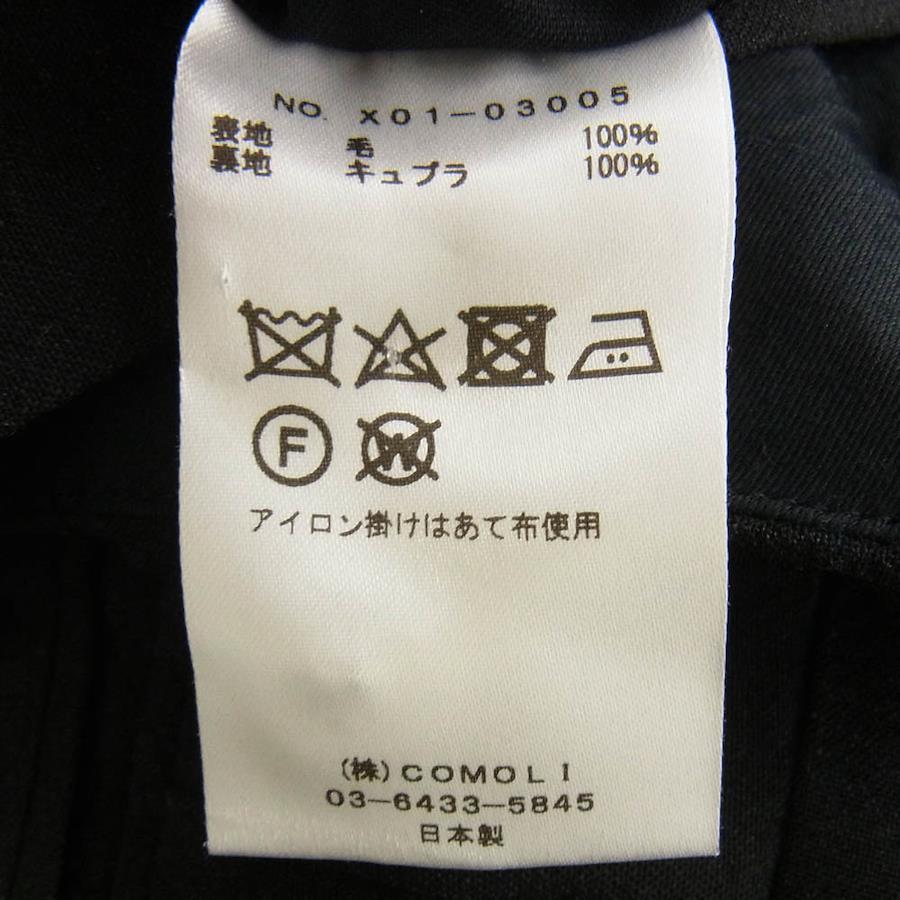 NO. X01-03005
表地 毛 100%
裏地 キュプラ 100%
F W
アイロン掛けはあて布使用
(株)COMOLI
03-6433-5845
日本製